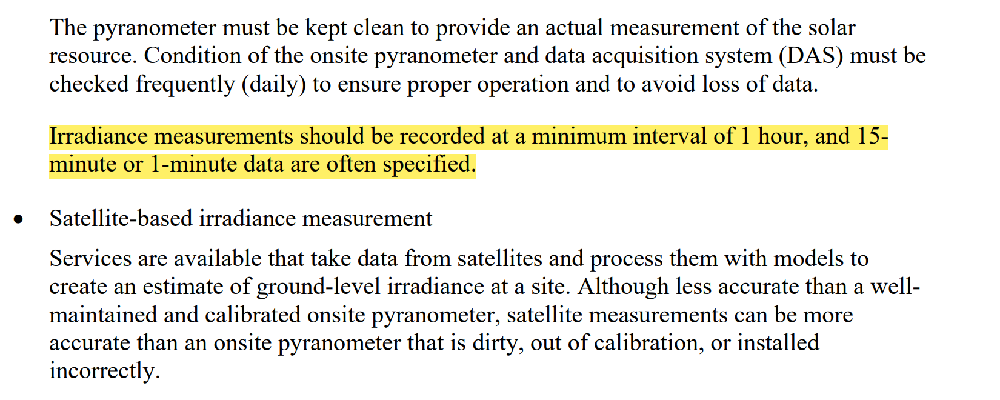 The pyranometer must be kept clean to provide an actual measurement of the solar
resource. Condition of the onsite pyranometer and data acquisition system (DAS) must be
checked frequently (daily) to ensure proper operation and to avoid loss of data.
Irradiance measurements should be recorded at a minimum interval of 1 hour, and 15-
minute or 1-minute data are often specified.
• Satellite-based irradiance measurement
Services are available that take data from satellites and process them with models to
create an estimate of ground-level irradiance at a site. Although less accurate than a well-
maintained and calibrated onsite pyranometer, satellite measurements can be more
accurate than an onsite pyranometer that is dirty, out of calibration, or installed
incorrectly.